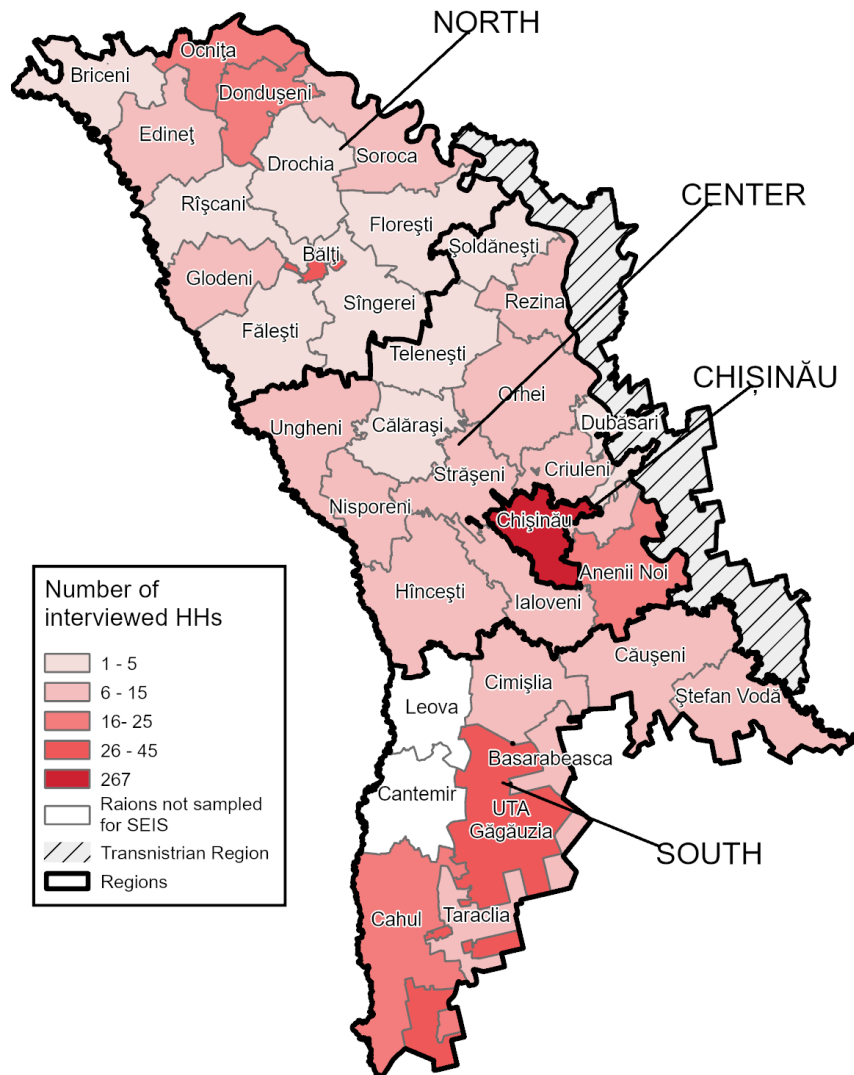 NORTH
Ocniţa
Briceni
Donduşeni
Edineţ
Drochia
Soroca
CENTER
Rîşcani
Floreşti
Şoldăneşti
Bălţi
Glodeni
Sîngerei
Rezina
Făleşti
Teleneşti
CHIȘINĂU
Orhei
Ungheni
Călăraşi
Dubăsari
Străşeni
Criuleni
Nisporeni
Chişinău
Anenii Noi
Hînceşti
Ialoveni
Number of
interviewed HHs
1 - 5
6 - 15
16- 25
26 - 45
267
Raions not sampled
for SEIS
Transnistrian Region
Regions
Căuşeni
Cimişlia
Ştefan Vodă
Leova
Basarabeasca
Cantemir
UTA
Găgăuzia
SOUTH
Cahul
Taraclia